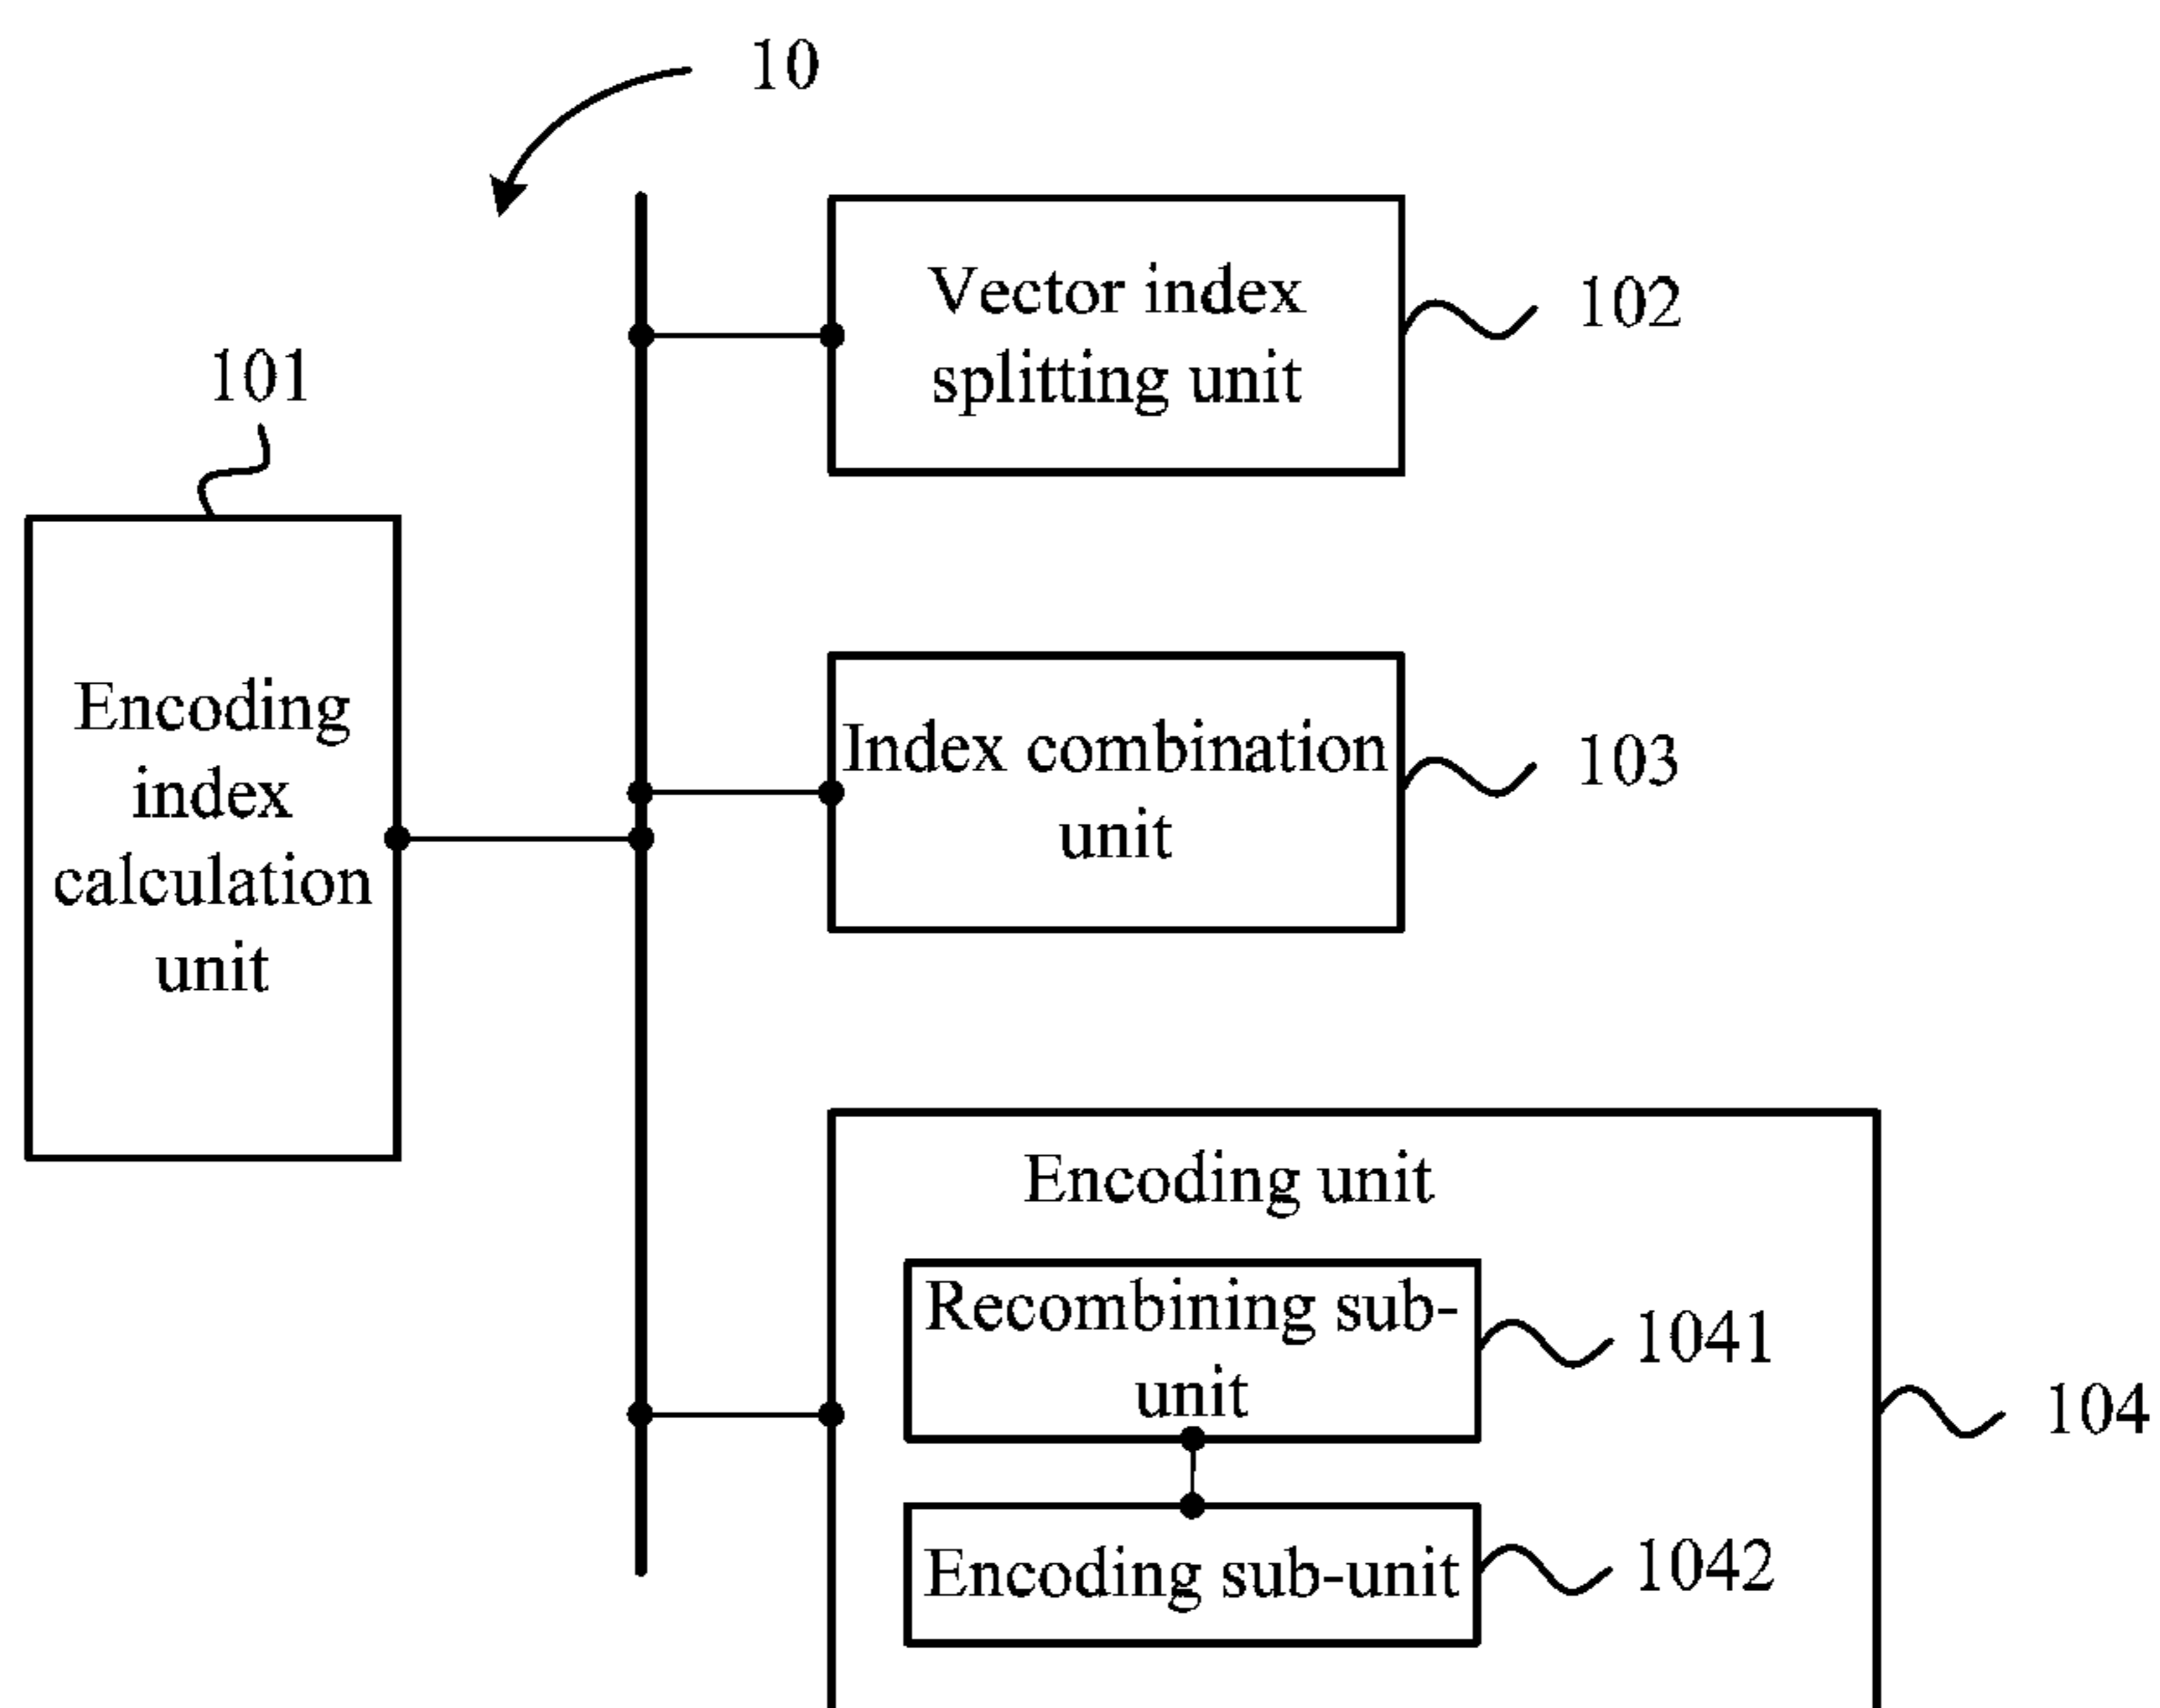 10
Vector index
splitting unit
102
101
Encoding
index
calculation
unit
Index combination
unit
103
Encoding unit
Recombining sub-
unit
1041
104
Encoding sub-unit
1042